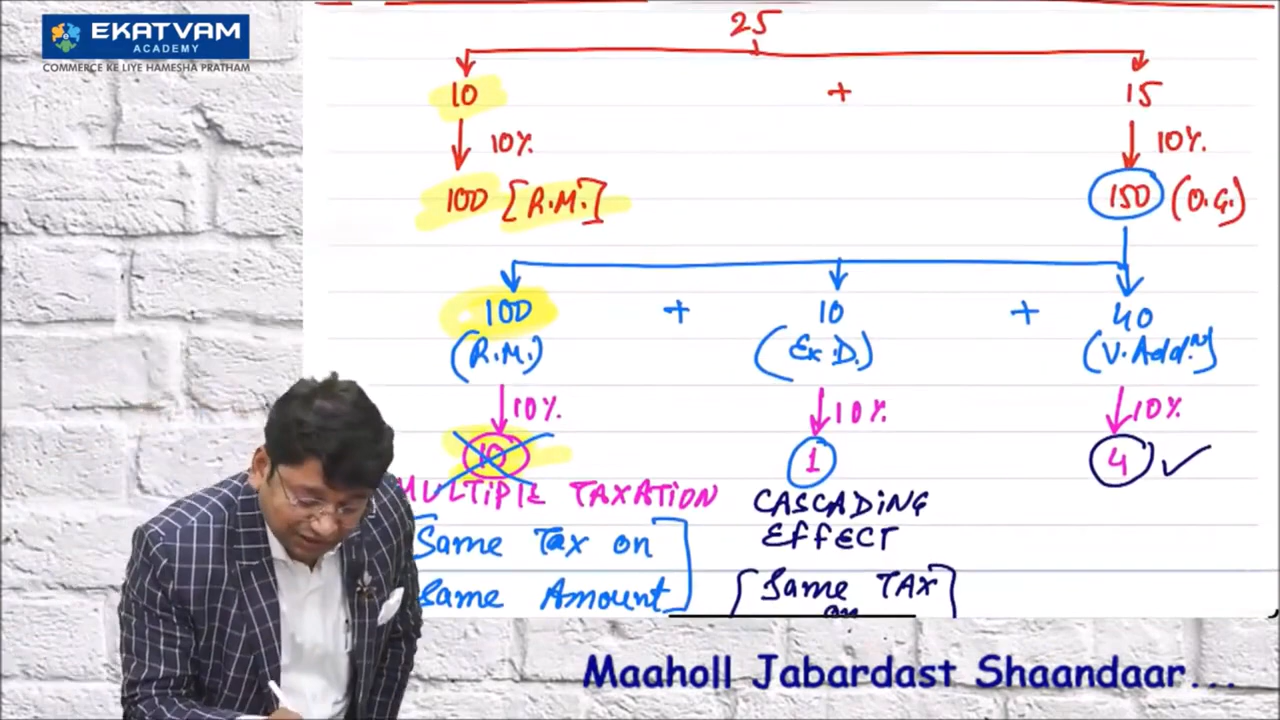 EKATVAM
ACADEMY
COMMERCE KE LIYE HAMESHA PRATHAM
25
10 + 15
10% 10%
100 [R.M.] 150 (O.G.)
100 + 10 + 40
(R.M.) (Ex.D.) (V.Add.ⁿ)
10% 10% 10%
10 1 4 ✓
MULTIPLE TAXATION CASCADING
EFFECT
[Same Tax on
Same Amount]
[Same TAX]
on
Maaholl Jabardast Shaandaar...